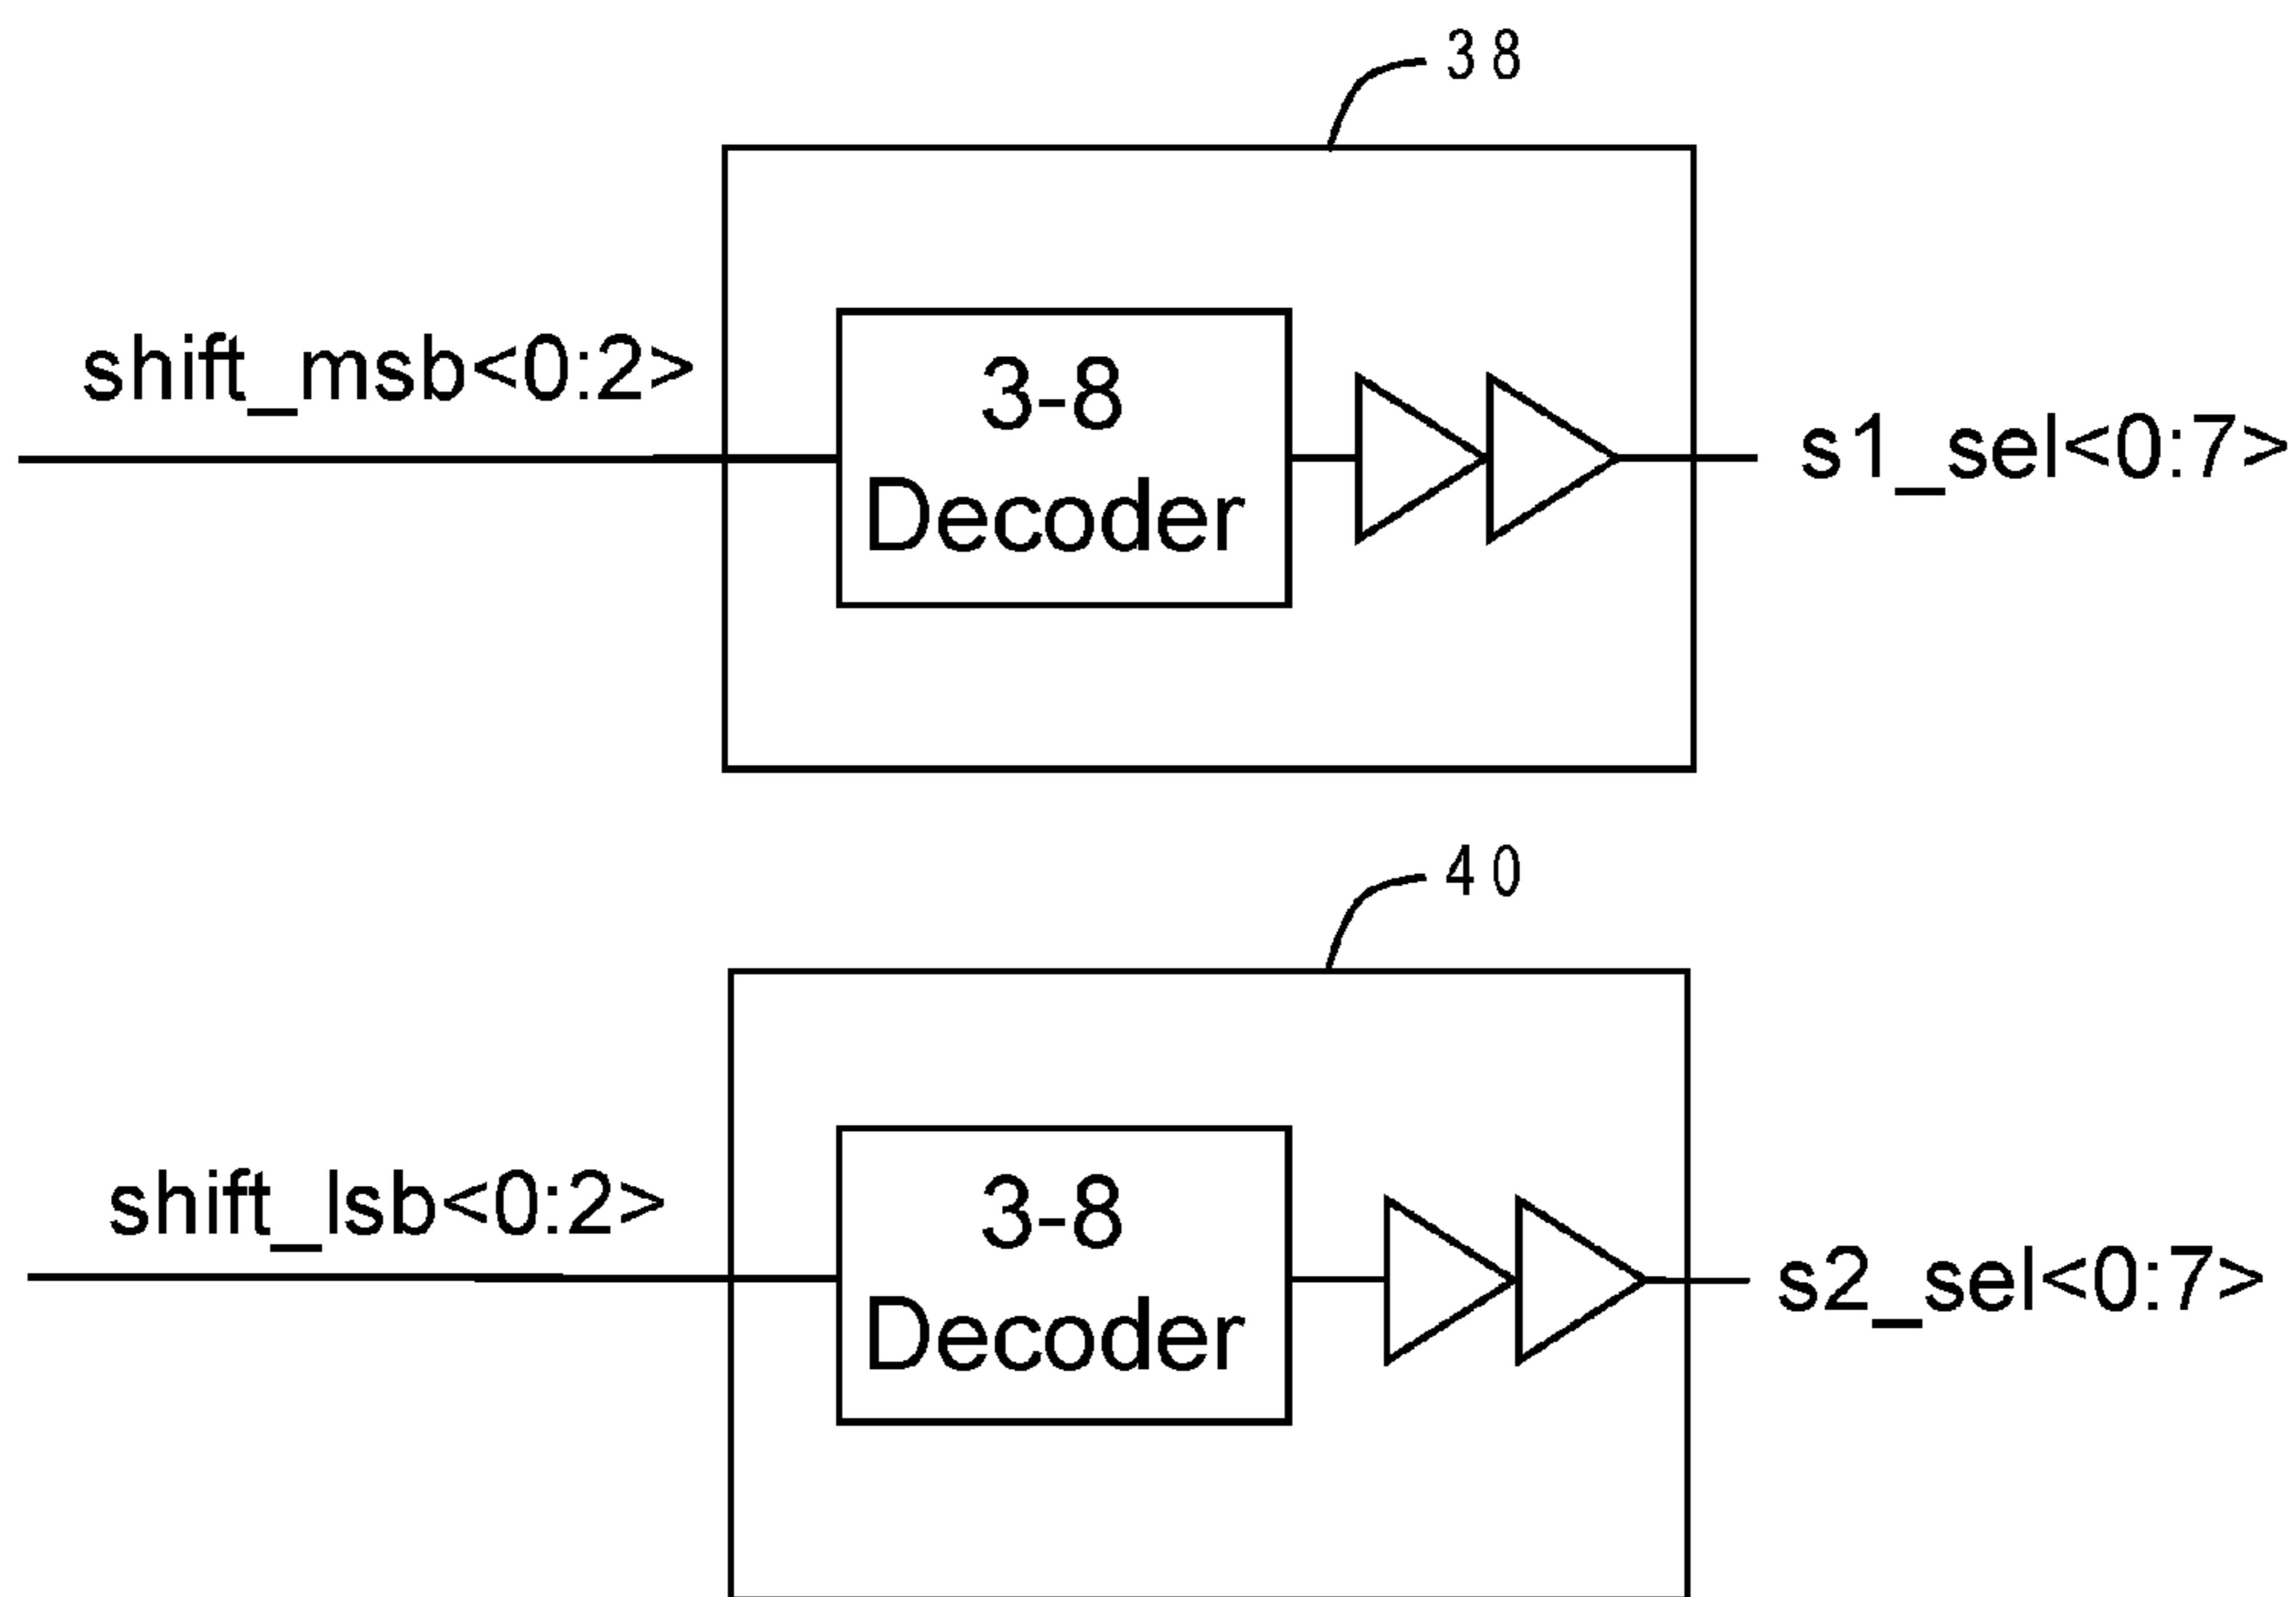 38
shift_msb<0:2>
3-8
Decoder
s1_sel<0:7>
40
shift_lsb<0:2>
3-8
Decoder
s2_sel<0:7>